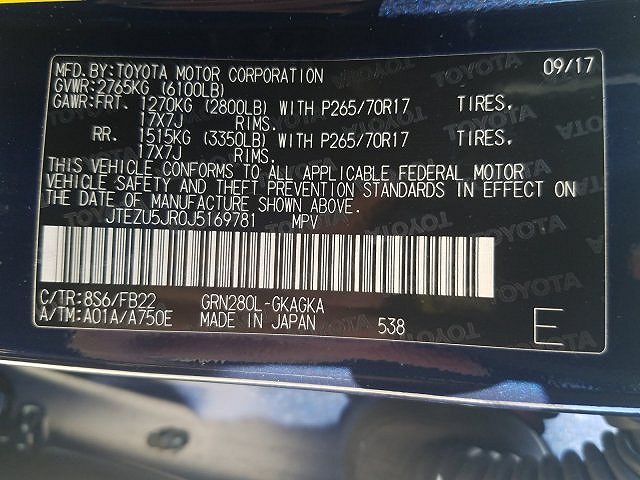 MFD.BY:TOYOTA MOTOR CORPORATION 09/17
GVWR:2765KG (6100LB)
GAWR:FRT. 1270KG (2800LB) WITH P265/70R17 TIRES,
17X7J RIMS.
RR. 1515KG (3350LB) WITH P265/70R17 TIRES,
17X7J RIMS.
THIS VEHICLE CONFORMS TO ALL APPLICABLE FEDERAL MOTOR
VEHICLE SAFETY AND THEFT PREVENTION STANDARDS IN EFFECT ON
THE DATE OF MANUFACTURE SHOWN ABOVE.
JTEZU5JR0J5169781 MPV
C/TR:8S6/FB22 GRN280L-GKAGKA
A/TM:A01A/A750E MADE IN JAPAN 538 E